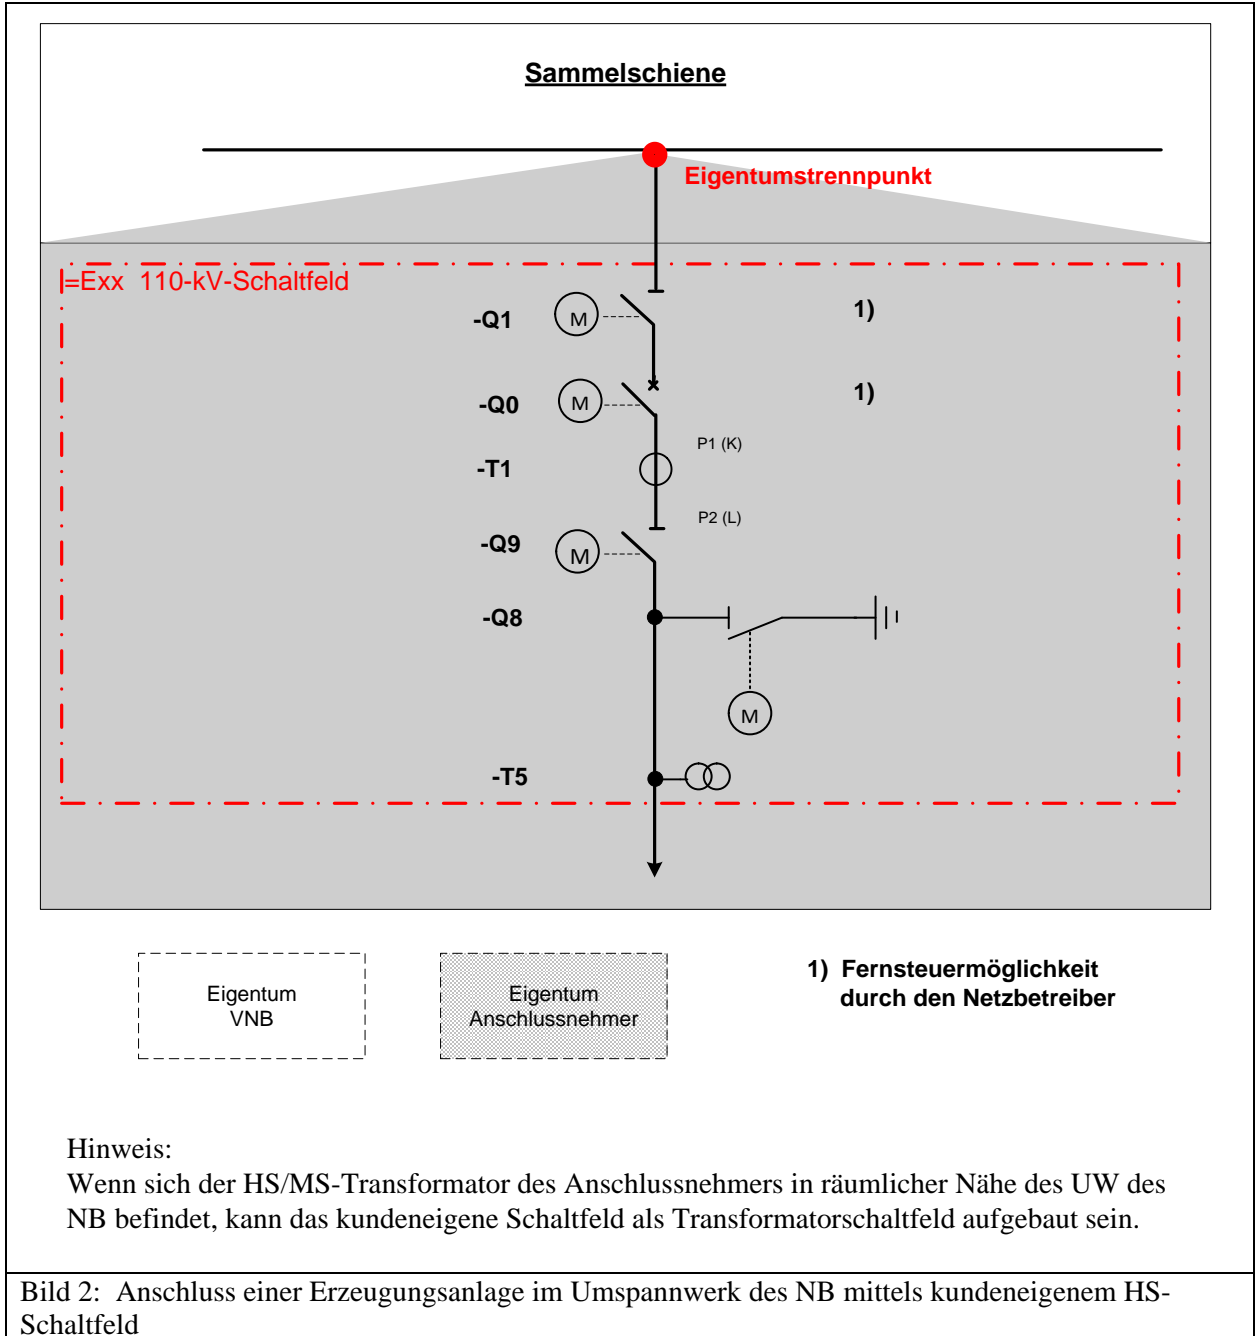 Sammelschiene
Eigentumstrennpunkt
=Exx 110-kV-Schaltfeld
-Q1
M
1)
-Q0
M
1)
P1 (K)
-T1
P2 (L)
-Q9
M
-Q8
M
-T5
Eigentum
VNB
Eigentum
Anschlussnehmer
1) Fernsteuermöglichkeit
durch den Netzbetreiber
Hinweis:
Wenn sich der HS/MS-Transformator des Anschlussnehmers in räumlicher Nähe des UW des
NB befindet, kann das kundeneigene Schaltfeld als Transformatorschaltfeld aufgebaut sein.
Bild 2: Anschluss einer Erzeugungsanlage im Umspannwerk des NB mittels kundeneigenem HS-
Schaltfeld